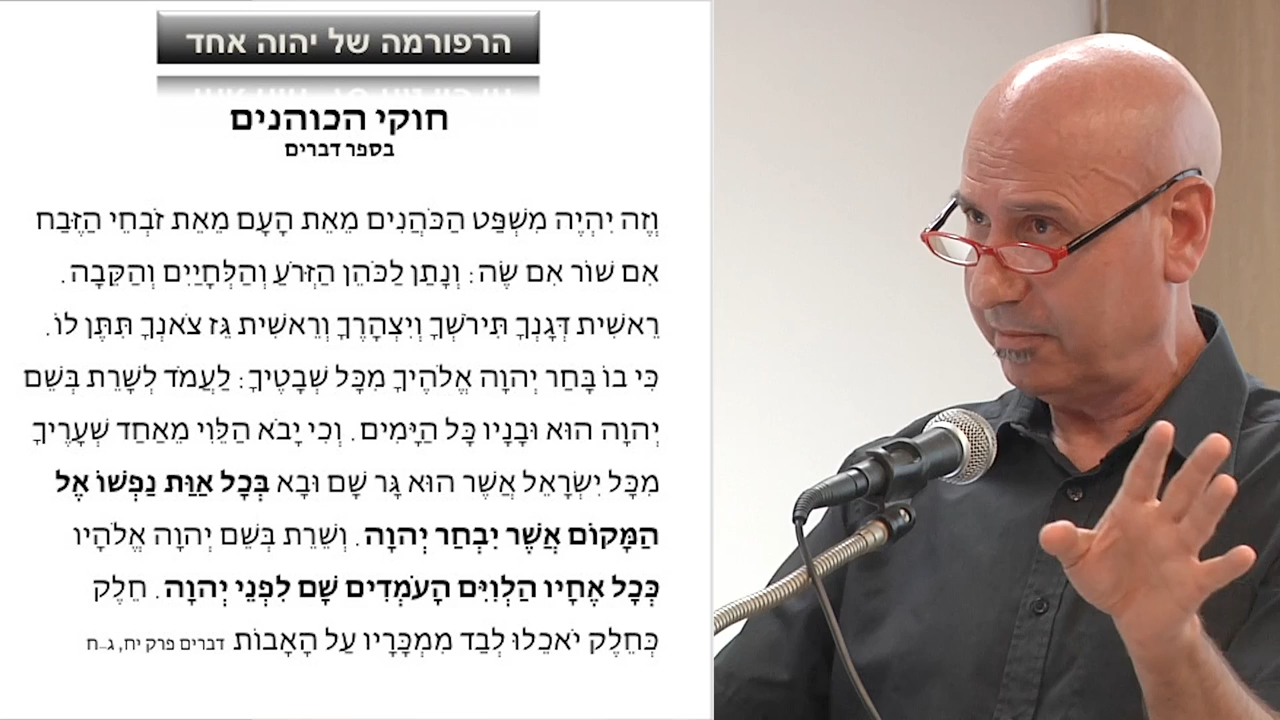 הרפורמה של יהוה אחד
חוקי הכוהנים
בספר דברים
וְזֶה יִהְיֶה מִשְׁפַּט הַכֹּהֲנִים מֵאֵת הָעָם מֵאֵת זֹבְחֵי הַזֶּבַח
אִם שׁוֹר אִם שֶׂה: וְנָתַן לַכֹּהֵן הַזְּרֹעַ וְהַלְּחָיַיִם וְהַקֵּבָה.
רֵאשִׁית דְּגָנְךָ תִּירֹשְׁךָ וְיִצְהָרֶךָ וְרֵאשִׁית גֵּז צֹאנְךָ תִּתֶּן לוֹ.
כִּי בוֹ בָּחַר יְהוָה אֱלֹהֶיךָ מִכָּל שְׁבָטֶיךָ: לַעֲמֹד לְשָׁרֵת בְּשֵׁם
יְהוָה הוּא וּבָנָיו כָּל הַיָּמִים. וְכִי יָבֹא הַלֵּוִי מֵאַחַד שְׁעָרֶיךָ
מִכָּל יִשְׂרָאֵל אֲשֶׁר הוּא גָּר שָׁם וּבָא בְּכָל אַוַּת נַפְשׁוֹ אֶל
הַמָּקוֹם אֲשֶׁר יִבְחַר יְהוָה. וְשֵׁרֵת בְּשֵׁם יְהוָה אֱלֹהָיו
כְּכָל אֶחָיו הַלְוִיִּם הָעֹמְדִים שָׁם לִפְנֵי יְהוָה. חֵלֶק
כְּחֵלֶק יֹאכֵלוּ לְבַד מִמְכָּרָיו עַל הָאָבוֹת דברים פרק יח, ג–ח